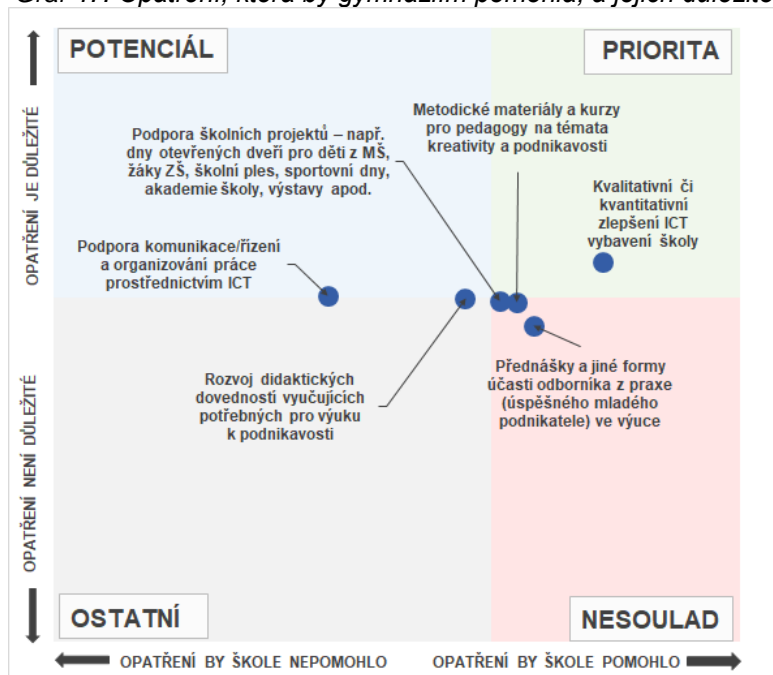 POTENCIÁL
PRIORITA
Podpora školních projektů – např.
dny otevřených dveří pro děti z MŠ,
žáky ZŠ, školní ples, sportovní dny,
akademie školy, výstavy apod.
Metodické materiály a kurzy
pro pedagogy na témata
kreativity a podnikavosti
Kvalitativní či
kvantitativní
zlepšení ICT
vybavení školy
Podpora komunikace/řízení
a organizování práce
prostřednictvím ICT
Rozvoj didaktických
dovedností vyučujících
potřebných pro výuku
k podnikavosti
Přednášky a jiné formy
účasti odborníka z praxe
(úspěšného mladého
podnikatele) ve výuce
OPATŘENÍ JE DŮLEŽITÉ
OPATŘENÍ NENÍ DŮLEŽITÉ
OSTATNÍ
NESOULAD
OPATŘENÍ BY ŠKOLE NEPOMOHLO
OPATŘENÍ BY ŠKOLE POMOHLO